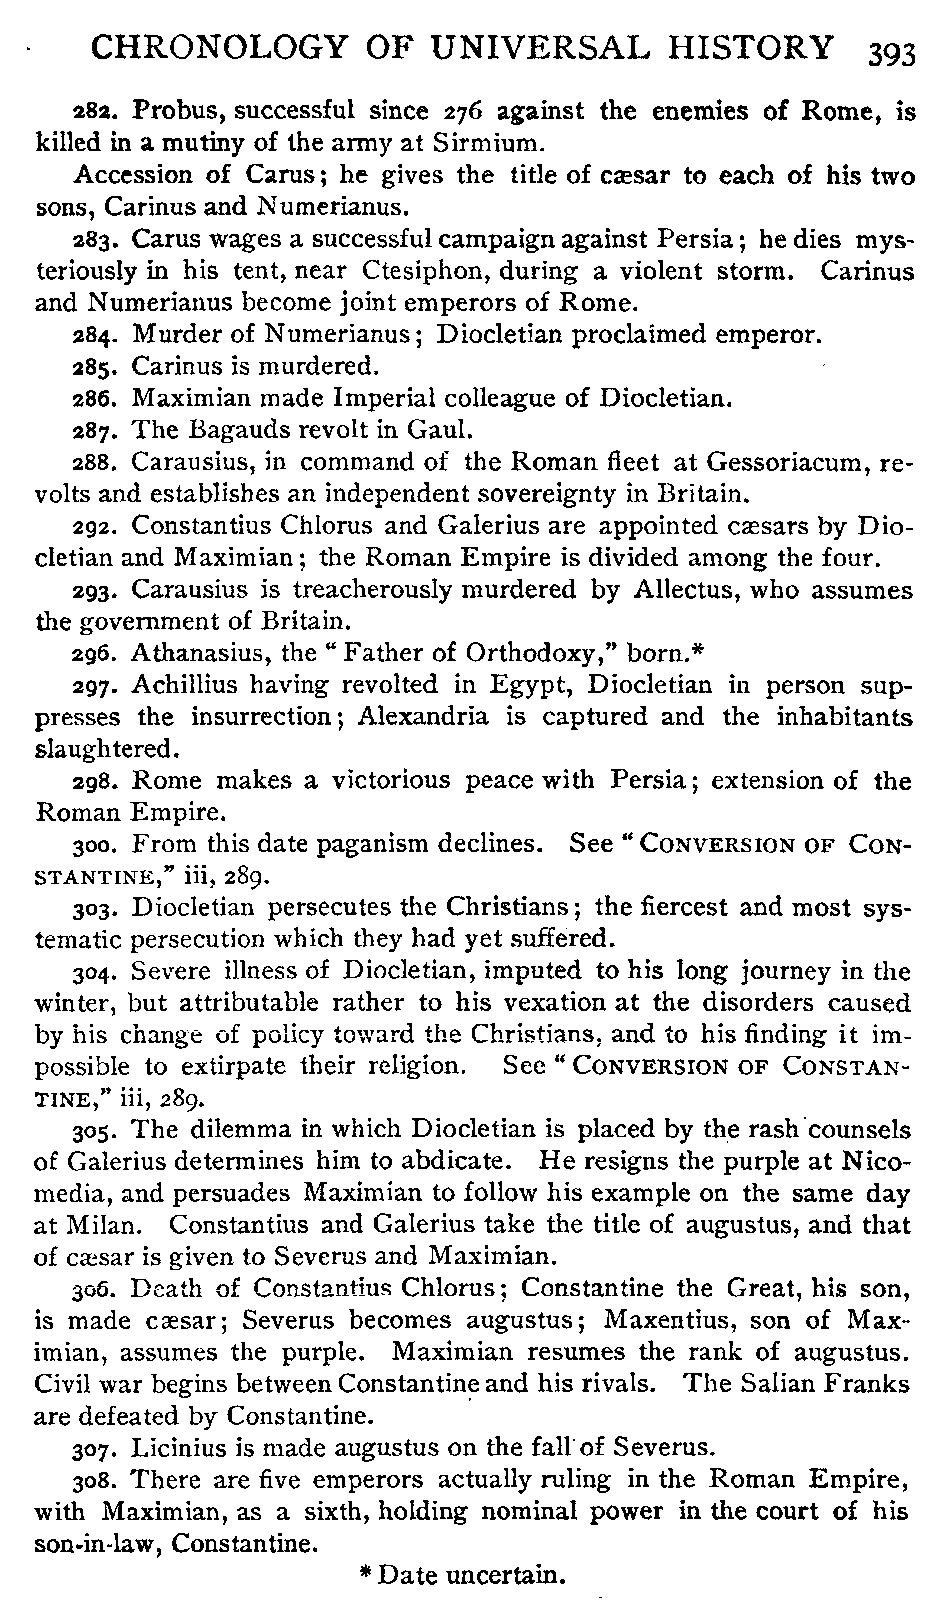 CHRONOLOGY OF UNIVERSAL HISTORY 393
282. Probus, successful since 276 against the enemies of Rome, is
killed in a mutiny of the army at Sirmium.
Accession of Carus; he gives the title of cæsar to each of his two
sons, Carinus and Numerianus.
283. Carus wages a successful campaign against Persia; he dies mys-
teriously in his tent, near Ctesiphon, during a violent storm. Carinus
and Numerianus become joint emperors of Rome.
284. Murder of Numerianus; Diocletian proclaimed emperor.
285. Carinus is murdered.
286. Maximian made Imperial colleague of Diocletian.
287. The Bagauds revolt in Gaul.
288. Carausius, in command of the Roman fleet at Gessoriacum, re-
volts and establishes an independent sovereignty in Britain.
292. Constantius Chlorus and Galerius are appointed cæsars by Dio-
cletian and Maximian; the Roman Empire is divided among the four.
293. Carausius is treacherously murdered by Allectus, who assumes
the government of Britain.
296. Athanasius, the "Father of Orthodoxy," born.*
297. Achillius having revolted in Egypt, Diocletian in person sup-
presses the insurrection; Alexandria is captured and the inhabitants
slaughtered.
298. Rome makes a victorious peace with Persia; extension of the
Roman Empire.
300. From this date paganism declines. See "CONVERSION OF CON-
STANTINE," iii, 289.
303. Diocletian persecutes the Christians; the fiercest and most sys-
tematic persecution which they had yet suffered.
304. Severe illness of Diocletian, imputed to his long journey in the
winter, but attributable rather to his vexation at the disorders caused
by his change of policy toward the Christians, and to his finding it im-
possible to extirpate their religion. See "CONVERSION OF CONSTAN-
TINE," iii, 289.
305. The dilemma in which Diocletian is placed by the rash counsels
of Galerius determines him to abdicate. He resigns the purple at Nico-
media, and persuades Maximian to follow his example on the same day
at Milan. Constantius and Galerius take the title of augustus, and that
of cæsar is given to Severus and Maximian.
306. Death of Constantius Chlorus; Constantine the Great, his son,
is made cæsar; Severus becomes augustus; Maxentius, son of Max-
imian, assumes the purple. Maximian resumes the rank of augustus.
Civil war begins between Constantine and his rivals. The Salian Franks
are defeated by Constantine.
307. Licinius is made augustus on the fall of Severus.
308. There are five emperors actually ruling in the Roman Empire,
with Maximian, as a sixth, holding nominal power in the court of his
son-in-law, Constantine.
* Date uncertain.